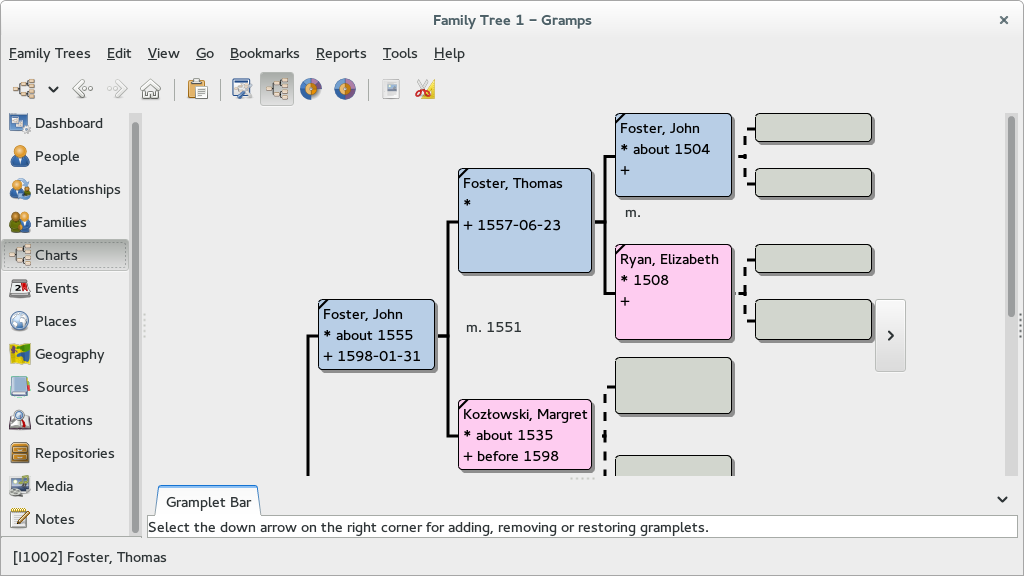 Family Tree 1 – Gramps
Family Trees Edit View Go Bookmarks Reports Tools Help
Dashboard
People
Relationships
Families
Charts
Events
Places
Geography
Sources
Citations
Repositories
Media
Notes
Foster, John
* about 1555
+ 1598-01-31
Foster, Thomas
*
+ 1557-06-23
m. 1551
Kozłowski, Margret
* about 1535
+ before 1598
Foster, John
* about 1504
+
m.
Ryan, Elizabeth
* 1508
+
Gramplet Bar
Select the down arrow on the right corner for adding, removing or restoring gramplets.
[I1002] Foster, Thomas